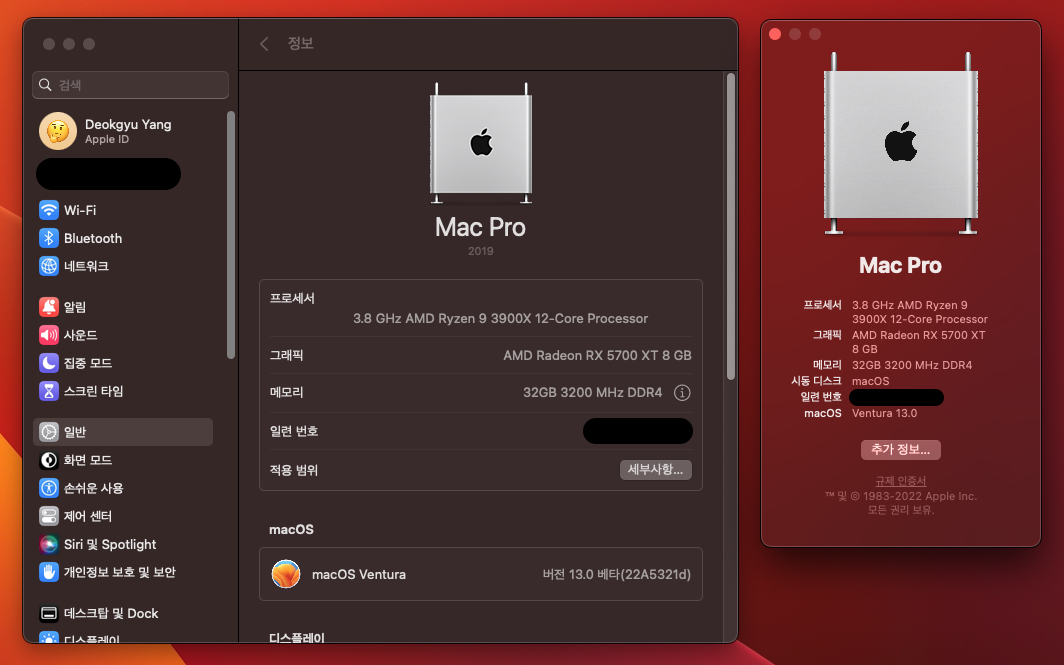 정보
검색
Deokgyu Yang
Apple ID
Wi-Fi
Bluetooth
네트워크
알림
사운드
집중 모드
스크린 타임
일반
화면 모드
손쉬운 사용
제어 센터
Siri 및 Spotlight
개인정보 보호 및 보안
데스크탑 및 Dock
디스플레이
Mac Pro
2019
프로세서
3.8 GHz AMD Ryzen 9 3900X 12-Core Processor
그래픽 AMD Radeon RX 5700 XT 8 GB
메모리 32GB 3200 MHz DDR4
일련 번호
적용 범위 세부사항...
macOS
macOS Ventura 버전 13.0 베타(22A5321d)
디스플레이
Mac Pro
프로세서 3.8 GHz AMD Ryzen 9
3900X 12-Core Processor
그래픽 AMD Radeon RX 5700 XT
8 GB
메모리 32GB 3200 MHz DDR4
시동 디스크 macOS
일련 번호
macOS Ventura 13.0
추가 정보...
규제 인증서
™ 및 © 1983-2022 Apple Inc.
모든 권리 보유.